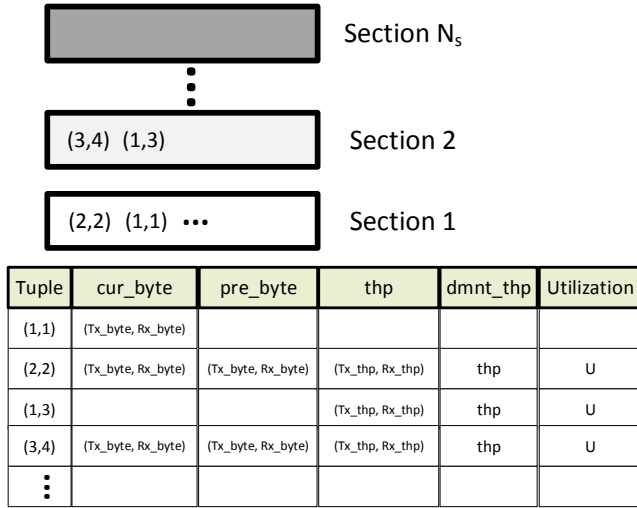 Section Ns
(3,4) (1,3) Section 2
(2,2) (1,1) ••• Section 1
Tuple cur_byte pre_byte thp dmnt_thp Utilization
(1,1) (Tx_byte, Rx_byte)
(2,2) (Tx_byte, Rx_byte) (Tx_byte, Rx_byte) (Tx_thp, Rx_thp) thp U
(1,3) (Tx_thp, Rx_thp) thp U
(3,4) (Tx_byte, Rx_byte) (Tx_byte, Rx_byte) (Tx_thp, Rx_thp) thp U